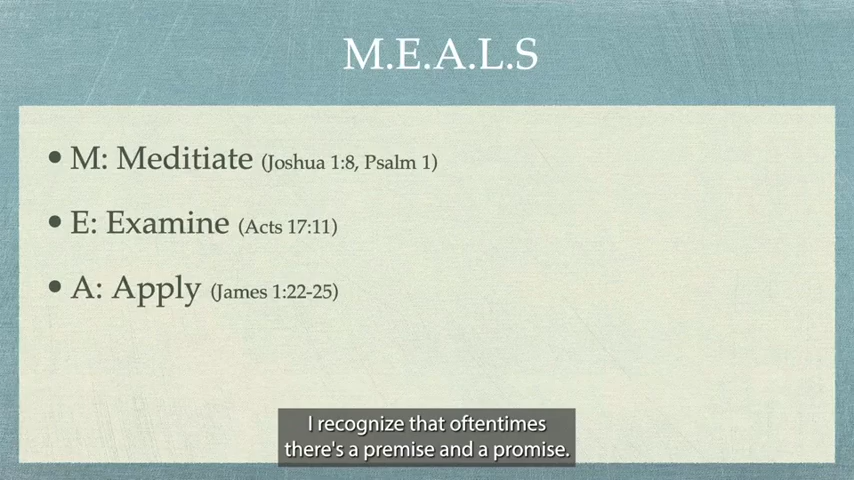 M.E.A.L.S
• M: Meditiate (Joshua 1:8, Psalm 1)
• E: Examine (Acts 17:11)
• A: Apply (James 1:22-25)
I recognize that oftentimes
there's a premise and a promise.